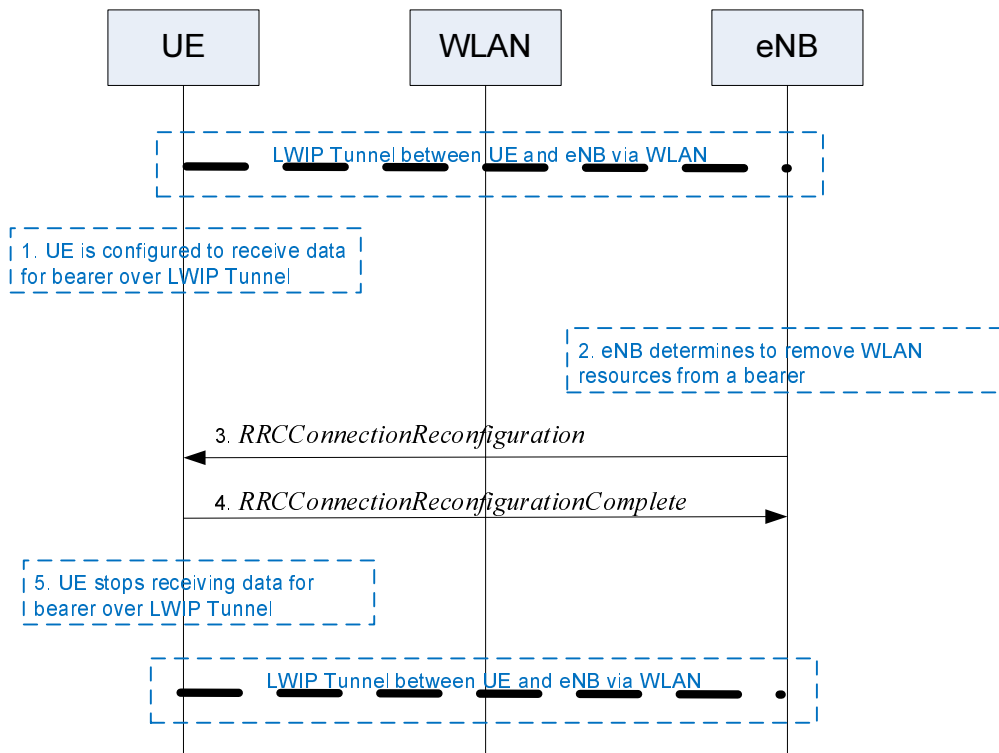 UE
WLAN
eNB
LWIP Tunnel between UE and eNB via WLAN
1. UE is configured to receive data
for bearer over LWIP Tunnel
2. eNB determines to remove WLAN
resources from a bearer
3. RRCConnectionReconfiguration
4. RRCConnectionReconfigurationComplete
5. UE stops receiving data for
bearer over LWIP Tunnel
LWIP Tunnel between UE and eNB via WLAN